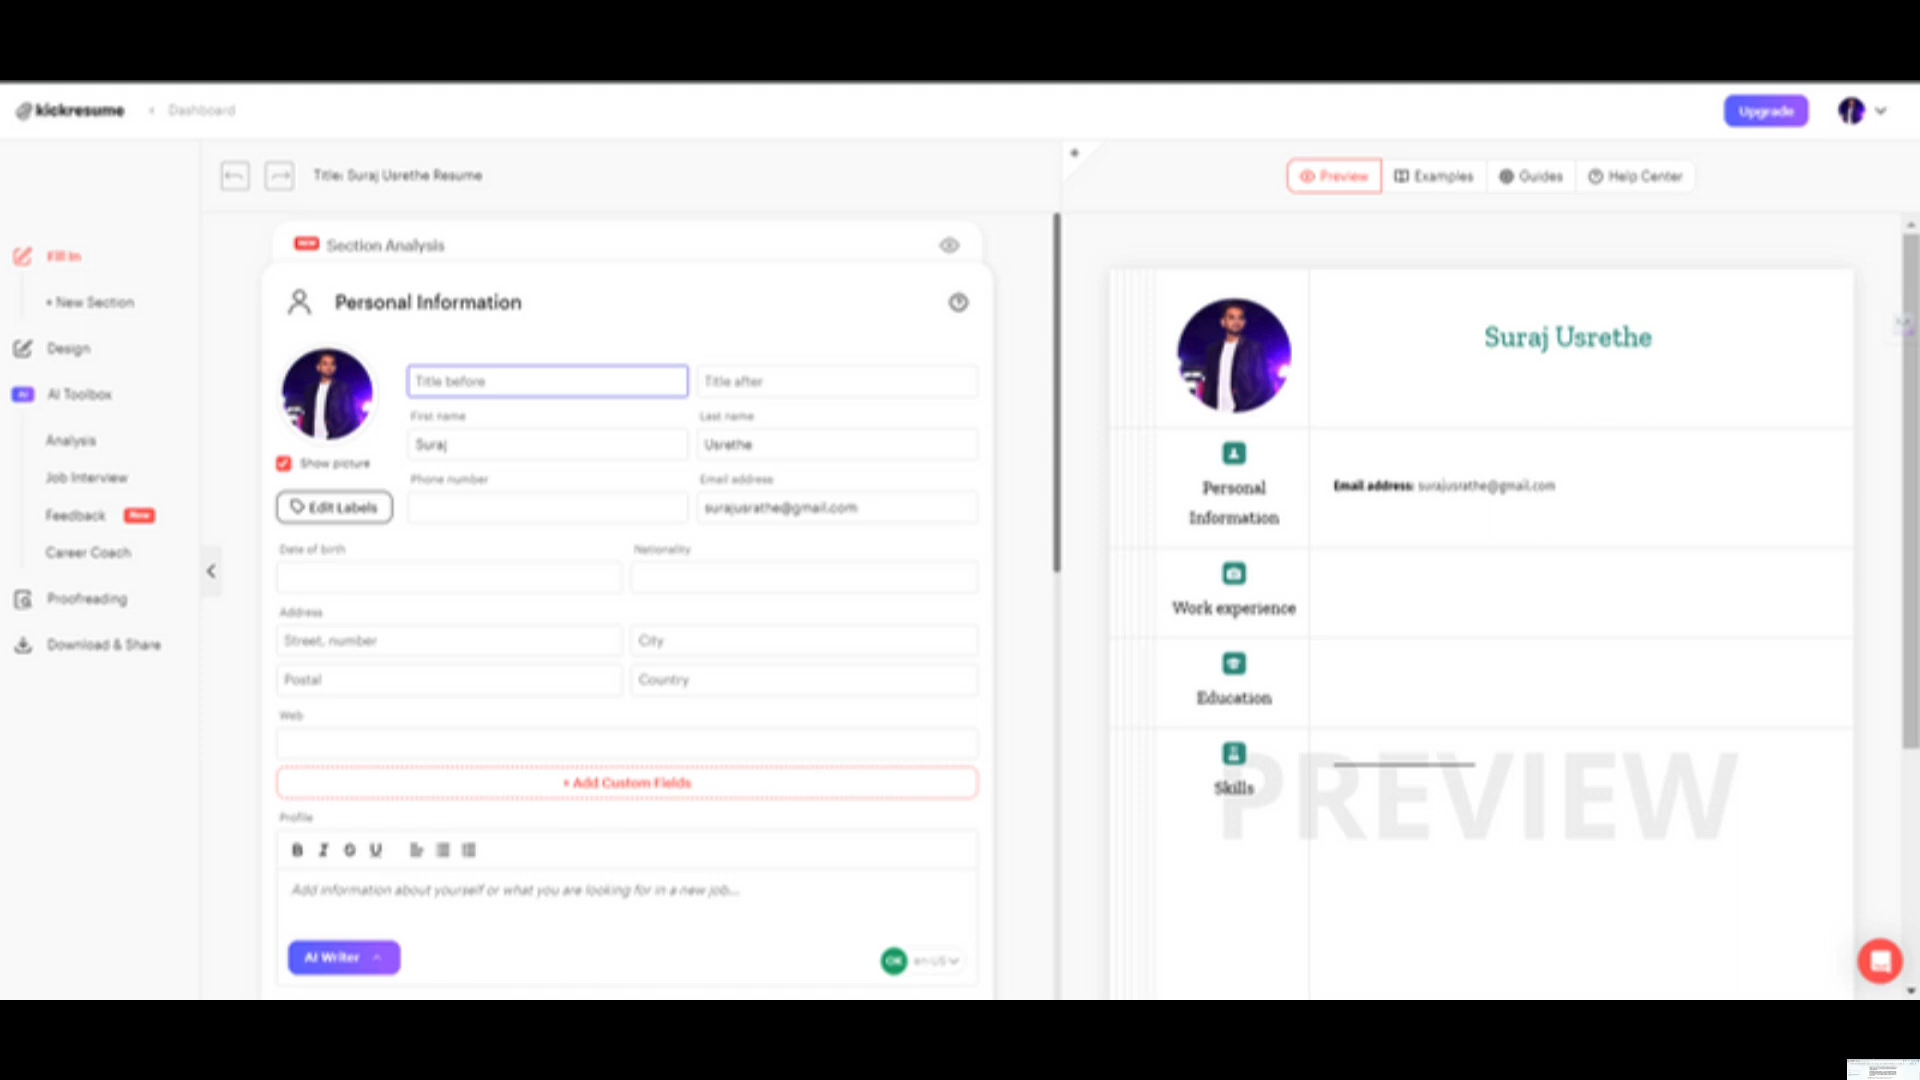 kickresume
Dashboard
Upgrade
Title: Suraj Usrethe Resume
Preview
Examples
Guides
Help Center
Fill In
+ New Section
Design
AI AI Toolbox
Analysis
Job Interview
Feedback New
Career Coach
Proofreading
Download & Share
NEW Section Analysis
Personal Information
Title before
Title after
First name
Last name
Suraj
Usrethe
Show picture
Phone number
Email address
Edit Labels
surajusrathe@gmail.com
Date of birth
Nationality
Address
Street, number
City
Postal
Country
Web
+ Add Custom Fields
Profile
B I S U
Add information about yourself or what you are looking for in a new job...
AI Writer
OK en-US
Suraj Usrethe
Personal
Information
Email address: surajusrathe@gmail.com
Work experience
Education
Skills
PREVIEW